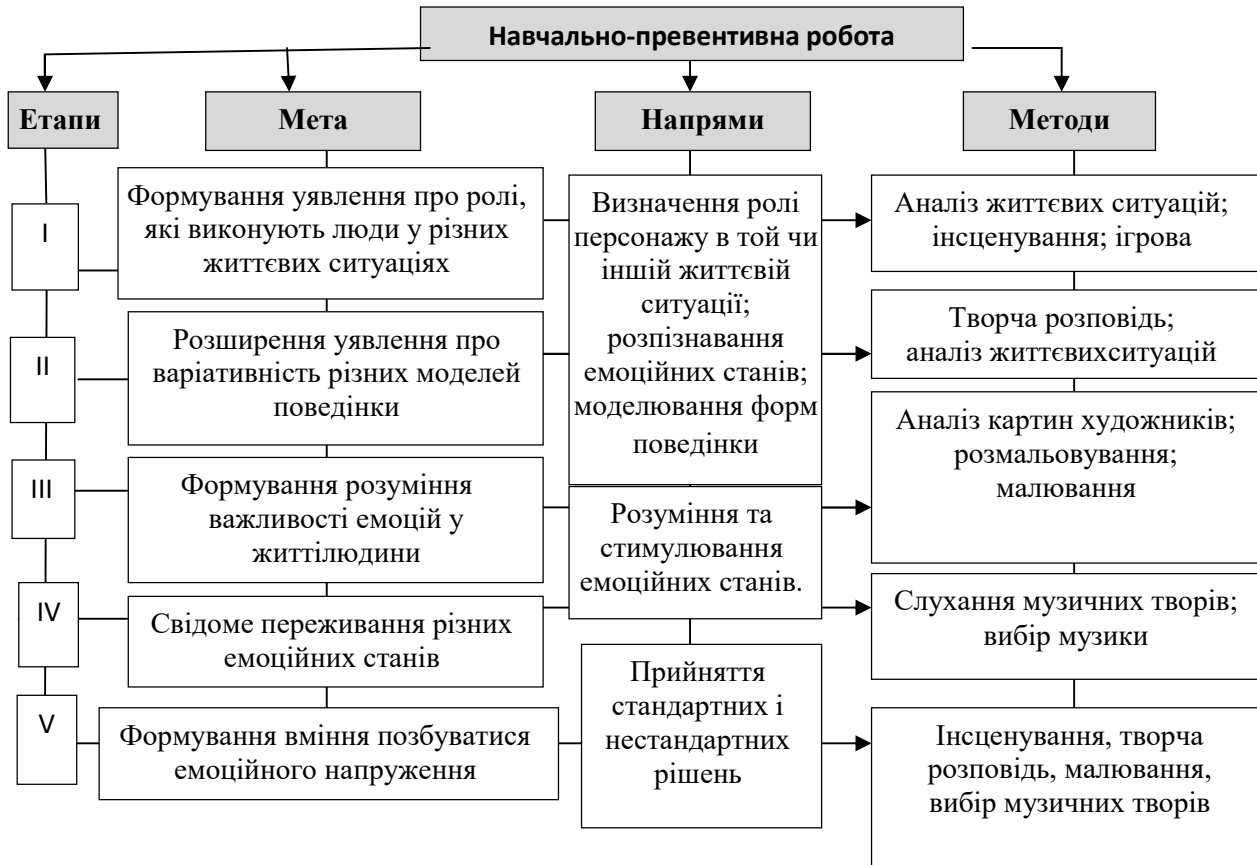 Навчально-превентивна робота
Етапи
Мета
Напрями
Методи
I
Формування уявлення про ролі,
які виконують люди у різних
життєвих ситуаціях
Визначення ролі
персонажу в той чи
іншій життєвій
ситуації;
розпізнавання
емоційних станів;
моделювання форм
поведінки
Аналіз життєвих ситуацій;
інсценування; ігрова
II
Розширення уявлення про
варіативність різних моделей
поведінки
Творча розповідь;
аналіз життєвихситуацій
III
Формування розуміння
важливості емоцій у
життілюдини
Розуміння та
стимулювання
емоційних станів.
Аналіз картин художників;
розмальовування;
малювання
IV
Свідоме переживання різних
емоційних станів
Слухання музичних творів;
вибір музики
V
Формування вміння позбуватися
емоційного напруження
Прийняття
стандартних і
нестандартних
рішень
Інсценування, творча
розповідь, малювання,
вибір музичних творів